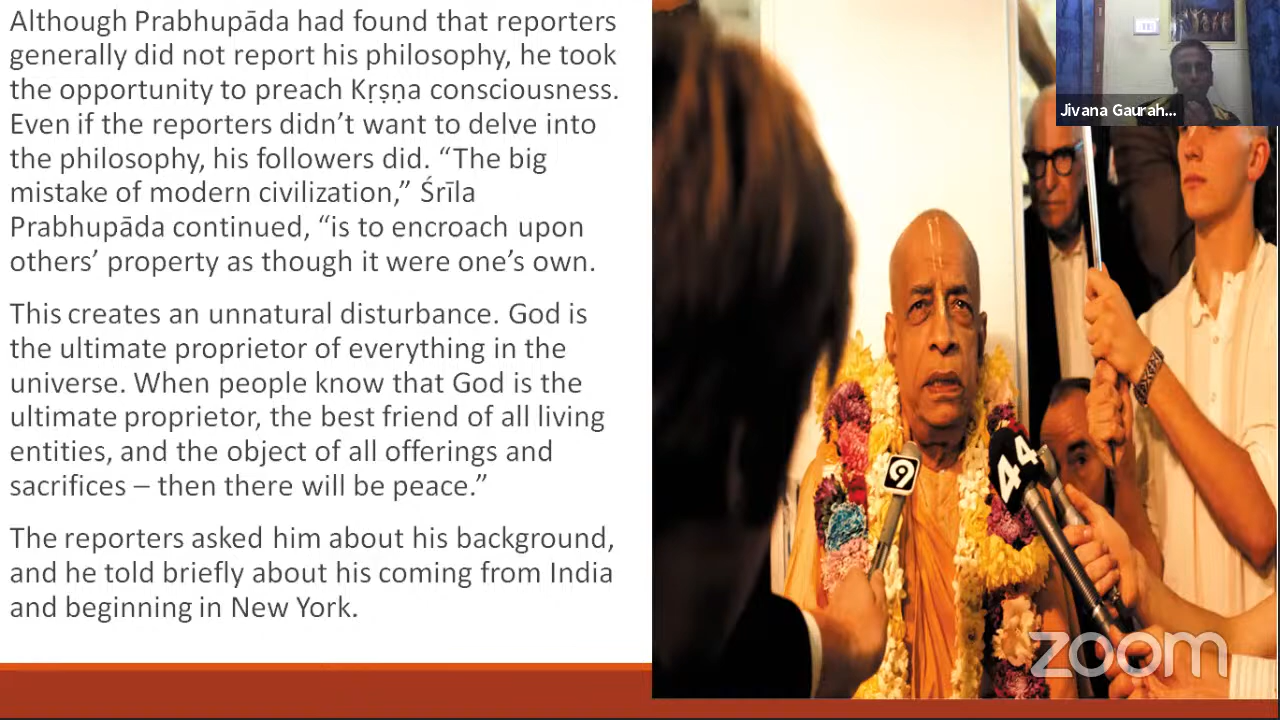 Although Prabhupāda had found that reporters
generally did not report his philosophy, he took
the opportunity to preach Kṛṣṇa consciousness.
Even if the reporters didn’t want to delve into
the philosophy, his followers did. “The big
mistake of modern civilization,” Śrīla
Prabhupāda continued, “is to encroach upon
others’ property as though it were one’s own.
This creates an unnatural disturbance. God is
the ultimate proprietor of everything in the
universe. When people know that God is the
ultimate proprietor, the best friend of all living
entities, and the object of all offerings and
sacrifices – then there will be peace.”
The reporters asked him about his background,
and he told briefly about his coming from India
and beginning in New York.
Jivana Gaurah...
9
44
zoom